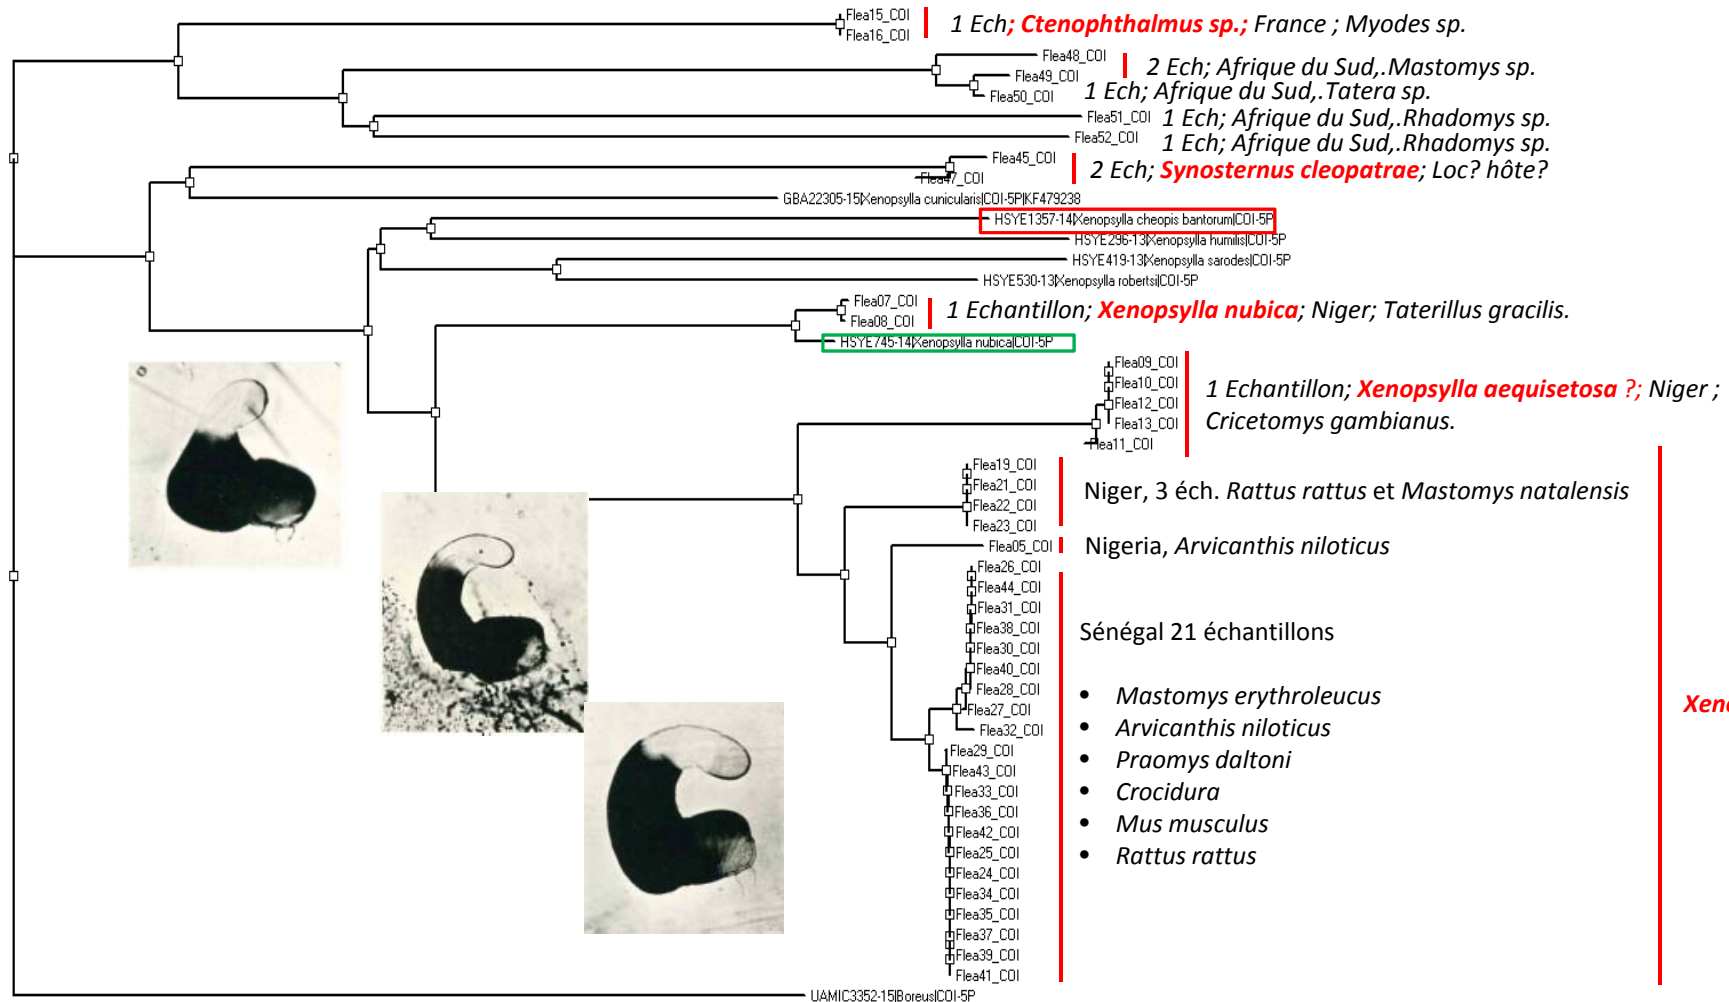 Flea15_COI
Flea16_COI
1 Ech; Ctenophthalmus sp.; France ; Myodes sp.
Flea48_COI
Flea49_COI
Flea50_COI
2 Ech; Afrique du Sud,.Mastomys sp.
1 Ech; Afrique du Sud,.Tatera sp.
Flea51_COI
1 Ech; Afrique du Sud,.Rhadomys sp.
Flea52_COI
1 Ech; Afrique du Sud,.Rhadomys sp.
Flea45_COI
Flea47_COI
2 Ech; Synosternus cleopatrae; Loc? hôte?
GBA22305-15|Xenopsylla cunicularis|COI-5P|KF479238
HSYE1357-14|Xenopsylla cheopis bantorum|COI-5P
HSYE296-13|Xenopsylla humilis|COI-5P
HSYE419-13|Xenopsylla sarodes|COI-5P
HSYE530-13|Xenopsylla robertsi|COI-5P
Flea07_COI
Flea08_COI
1 Echantillon; Xenopsylla nubica; Niger; Taterillus gracilis.
HSYE745-14|Xenopsylla nubica|COI-5P
Flea09_COI
Flea10_COI
Flea12_COI
Flea13_COI
Flea11_COI
1 Echantillon; Xenopsylla aequisetosa ?; Niger ;
Cricetomys gambianus.
Flea19_COI
Flea21_COI
Flea22_COI
Flea23_COI
Niger, 3 éch. Rattus rattus et Mastomys natalensis
Flea05_COI
Nigeria, Arvicanthis niloticus
Flea26_COI
Flea44_COI
Flea31_COI
Flea38_COI
Flea30_COI
Flea40_COI
Flea28_COI
Flea27_COI
Flea32_COI
Flea29_COI
Flea43_COI
Flea33_COI
Flea36_COI
Flea42_COI
Flea25_COI
Flea24_COI
Flea34_COI
Flea35_COI
Flea37_COI
Flea39_COI
Flea41_COI
Sénégal 21 échantillons
• Mastomys erythroleucus
• Arvicanthis niloticus
• Praomys daltoni
• Crocidura
• Mus musculus
• Rattus rattus
UAMIC3352-15|Boreus|COI-5P